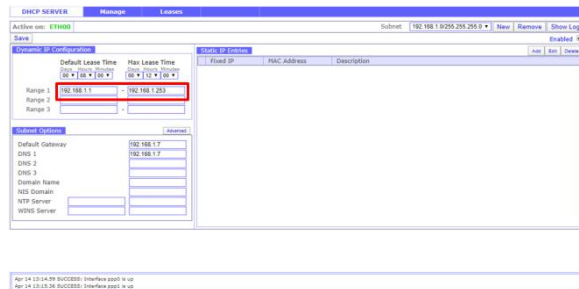 DHCP SERVER Manage Leases
Active on: ETH00 Subnet 192.168.1.0/255.255.255.0 New Remove Show Log
Save Enabled
Dynamic IP Configuration
Default Lease Time Max Lease Time
Days Hours Minutes Days Hours Minutes
00 08 00 00 12 00
Range 1 192.168.1.1 - 192.168.1.253
Range 2 -
Range 3 -
Static IP Entries Add Edit Delete
Fixed IP MAC Address Description
Subnet Options Advanced
Default Gateway 192.168.1.7
DNS 1 192.168.1.7
DNS 2
DNS 3
Domain Name
NIS Domain
NTP Server
WINS Server
Apr 14 13:14.59 SUCCESS: Interface ppp0 is up
Apr 14 13:15.36 SUCCESS: Interface ppp1 is up